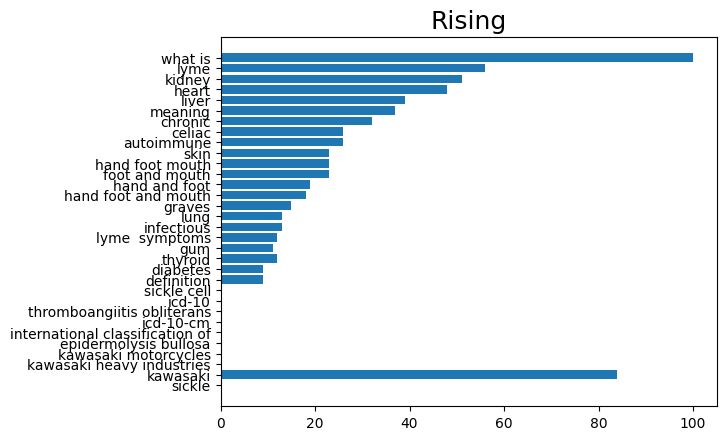 Rising
what is
lyme
kidney
heart
liver
meaning
chronic
celiac
autoimmune
skin
hand foot mouth
foot and mouth
hand and foot
hand foot and mouth
graves
lung
infectious
lyme  symptoms
gum
thyroid
diabetes
definition
sickle cell
icd-10
thromboangiitis obliterans
icd-10-cm
international classification of
epidermolysis bullosa
kawasaki motorcycles
kawasaki heavy industries
kawasaki
sickle
0 20 40 60 80 100